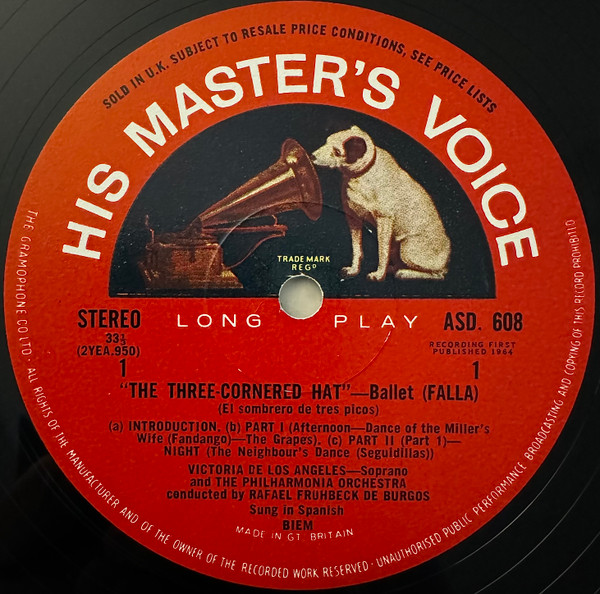 SOLD IN U.K. SUBJECT TO RESALE PRICE CONDITIONS, SEE PRICE LISTS
HIS MASTER'S VOICE
TRADE MARK
REGD
STEREO
LONG PLAY
ASD. 608
33⅓
(2YEA.950)
RECORDING FIRST
PUBLISHED 1964
1
1
"THE THREE-CORNERED HAT"—Ballet (FALLA)
(El sombrero de tres picos)
(a) INTRODUCTION. (b) PART I (Afternoon—Dance of the Miller's
Wife (Fandango)—The Grapes). (c) PART II (Part 1)—
NIGHT (The Neighbour's Dance (Seguidillas))
VICTORIA DE LOS ANGELES—Soprano
and THE PHILHARMONIA ORCHESTRA
conducted by RAFAEL FRUHBECK DE BURGOS
Sung in Spanish
BIEM
MADE IN GT. BRITAIN
THE GRAMOPHONE CO LTD · ALL RIGHTS OF THE MANUFACTURER AND OF THE OWNER OF THE RECORDED WORK RESERVED · UNAUTHORISED PUBLIC PERFORMANCE BROADCASTING AND COPYING OF THIS RECORD PROHIBITED